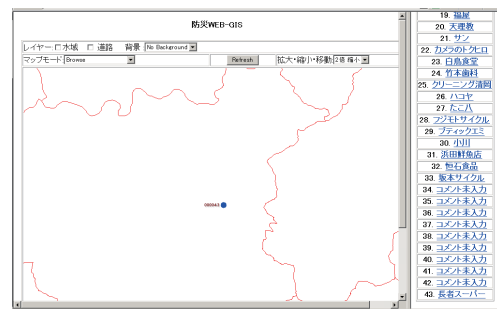 防災WEB-GIS
レイヤー: 水域 道路 背景 No Background
マップモード Browse Refresh 拡大・縮小・移動 2倍 縮小
000043
19. 福屋
20. 天理教
21. サン
22. カメラのトクヒロ
23. 白鳥食堂
24. 竹本歯科
25. クリーニング清岡
26. ハコヤ
27. たこ八
28. フジモトサイクル
29. ブティックエミ
30. 小川
31. 浜田鮮魚店
32. 恒石食品
33. 坂本サイクル
34. コメント未入力
35. コメント未入力
36. コメント未入力
37. コメント未入力
38. コメント未入力
39. コメント未入力
40. コメント未入力
41. コメント未入力
42. コメント未入力
43. 長者スーパー